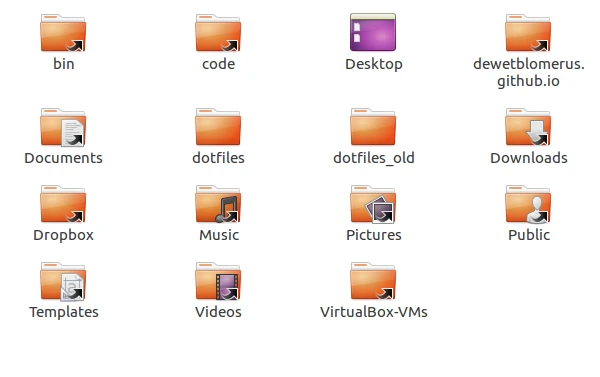 bin
code
Desktop
dewetblomerus.
github.io
Documents
dotfiles
dotfiles_old
Downloads
Dropbox
Music
Pictures
Public
Templates
Videos
VirtualBox-VMs